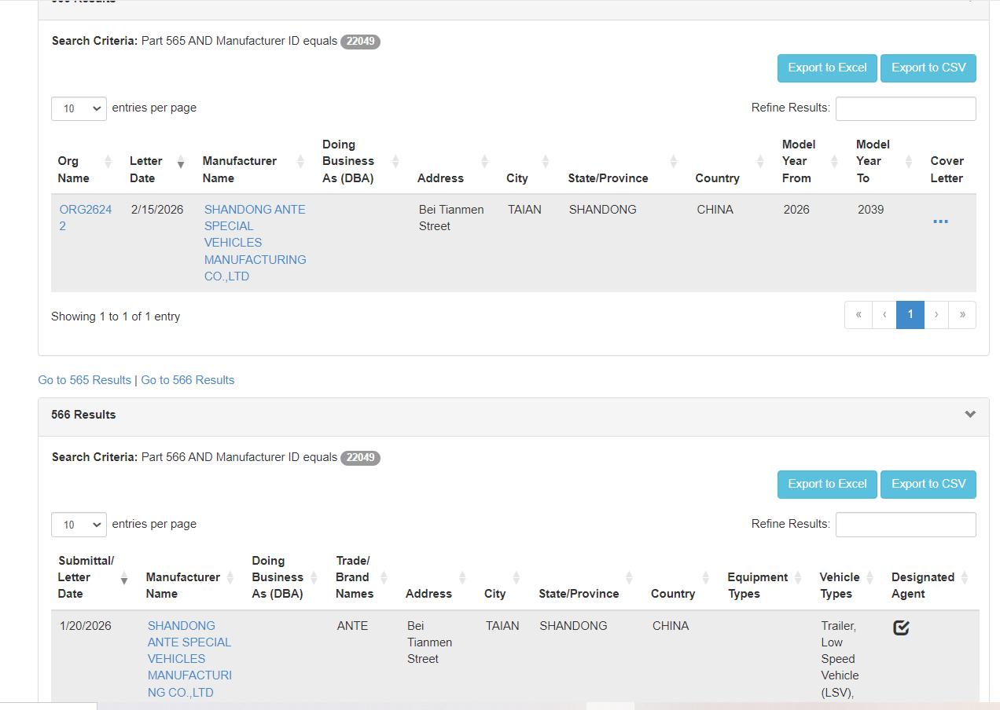 Search Criteria: Part 565 AND Manufacturer ID equals 22049
Export to Excel Export to CSV
10 entries per page Refine Results:
Org Name Letter Date Manufacturer Name Doing Business As (DBA) Address City State/Province Country Model Year From Model Year To Cover Letter
ORG2624
2
2/15/2026
SHANDONG ANTE
SPECIAL
VEHICLES
MANUFACTURING
CO.,LTD
Bei Tianmen
Street
TAIAN
SHANDONG
CHINA
2026
2039
...
Showing 1 to 1 of 1 entry
« ‹ 1 › »
Go to 565 Results | Go to 566 Results
566 Results
Search Criteria: Part 566 AND Manufacturer ID equals 22049
Export to Excel Export to CSV
10 entries per page Refine Results:
Submittal/ Letter Date Manufacturer Name Doing Business As (DBA) Trade/ Brand Names Address City State/Province Country Equipment Types Vehicle Types Designated Agent
1/20/2026
SHANDONG
ANTE SPECIAL
VEHICLES
MANUFACTURI
NG CO.,LTD
ANTE
Bei
Tianmen
Street
TAIAN
SHANDONG
CHINA
Trailer,
Low
Speed
Vehicle
(LSV),